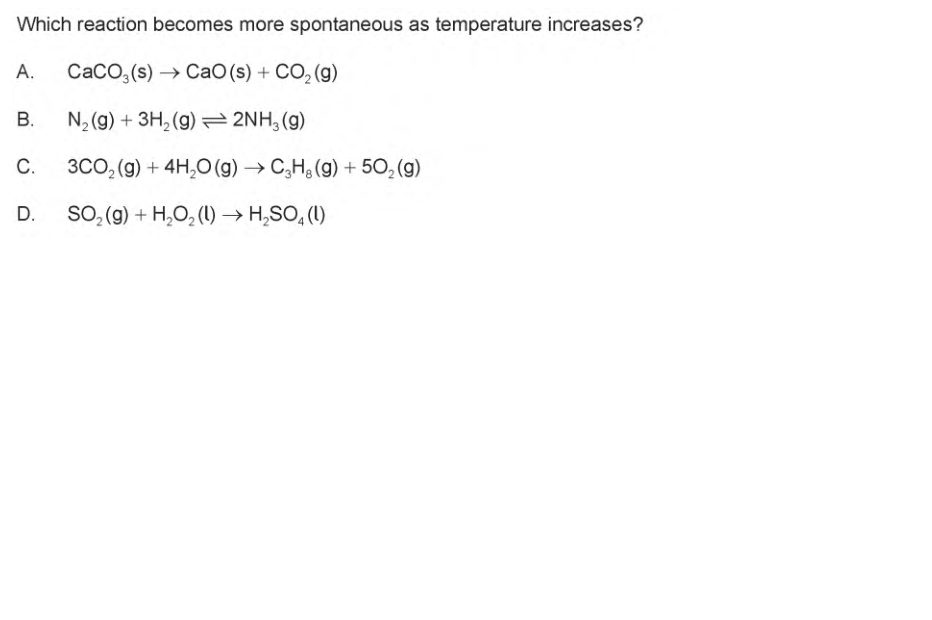 Which reaction becomes more spontaneous as temperature increases?
A. CaCO₃(s) → CaO(s) + CO₂(g)
B. N₂(g) + 3H₂(g) ⇌ 2NH₃(g)
C. 3CO₂(g) + 4H₂O(g) → C₃H₈(g) + 5O₂(g)
D. SO₂(g) + H₂O₂(l) → H₂SO₄(l)